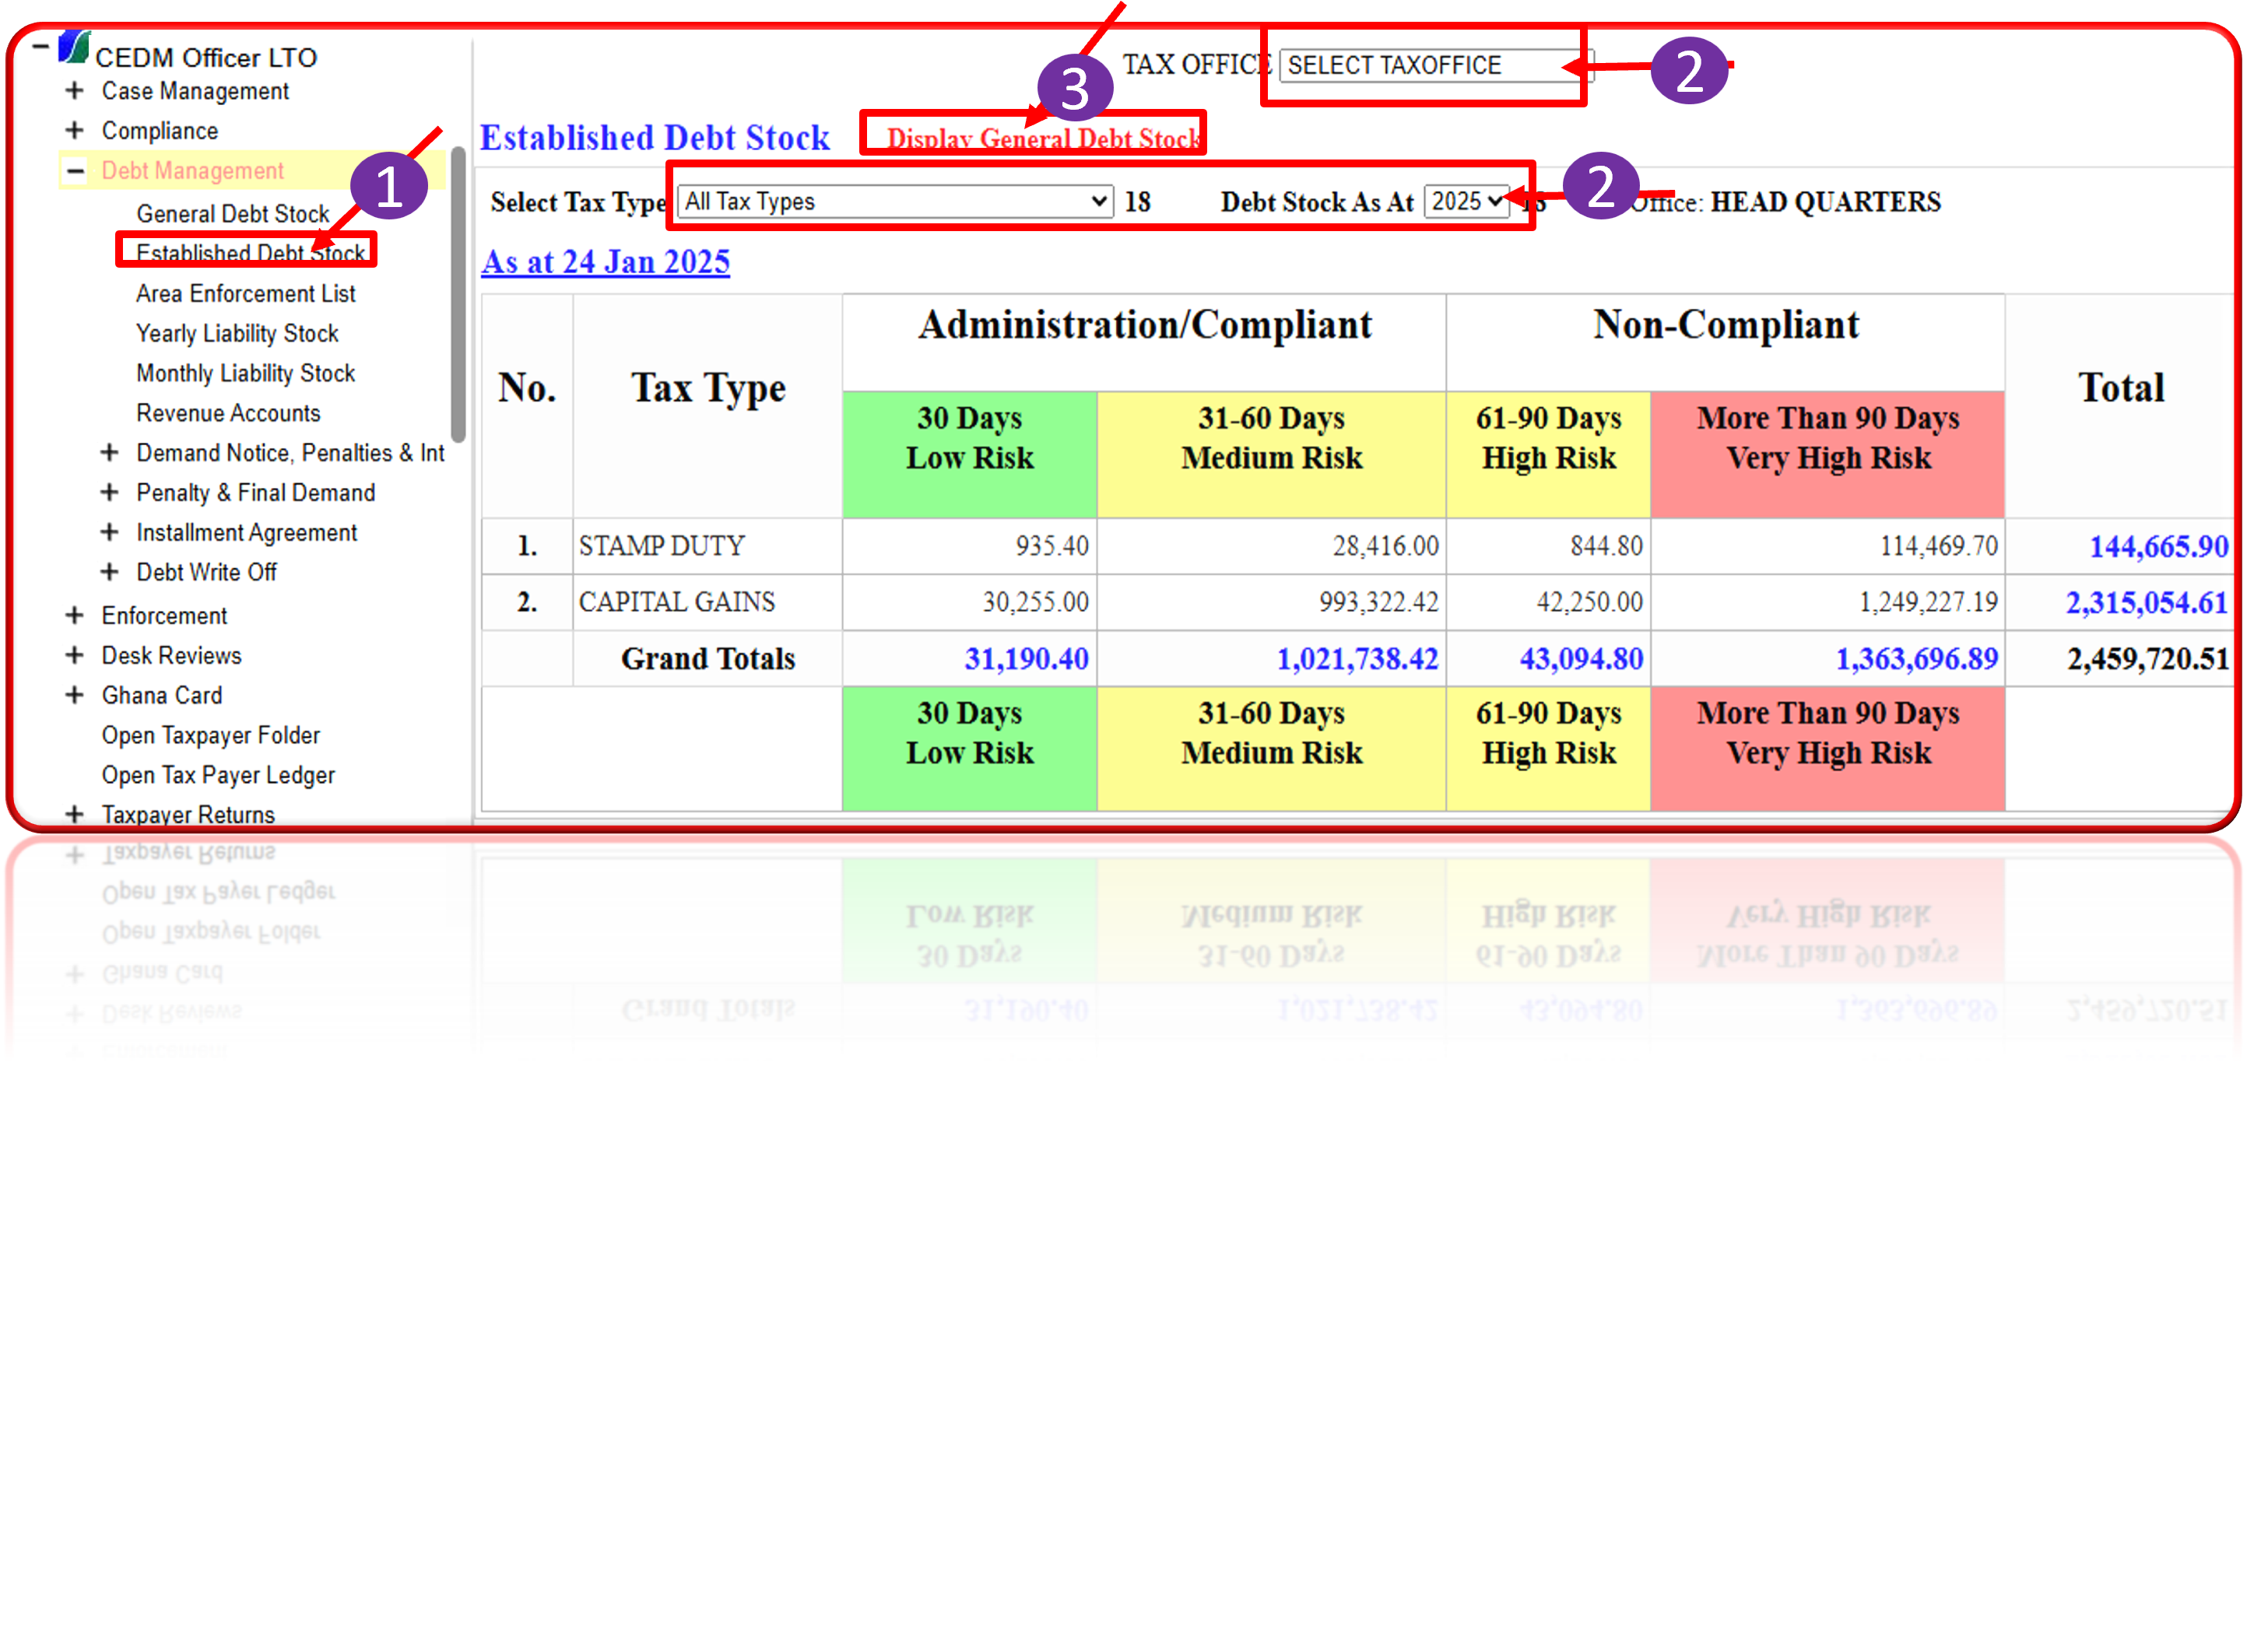 CEDM Officer LTO
Case Management
Compliance
Debt Management
General Debt Stock
Established Debt Stock
Area Enforcement List
Yearly Liability Stock
Monthly Liability Stock
Revenue Accounts
Demand Notice, Penalties & Int
Penalty & Final Demand
Installment Agreement
Debt Write Off
Enforcement
Desk Reviews
Ghana Card
Open Taxpayer Folder
Open Tax Payer Ledger
Taxpayer Returns
1
TAX OFFICE SELECT TAXOFFICE 2
3
Established Debt Stock Display General Debt Stock
Select Tax Type All Tax Types 18 Debt Stock As At 2025 2 Office: HEAD QUARTERS
As at 24 Jan 2025
No. Tax Type Administration/Compliant Non-Compliant Total
30 Days 31-60 Days 61-90 Days More Than 90 Days
Low Risk Medium Risk High Risk Very High Risk
1. STAMP DUTY 935.40 28,416.00 844.80 114,469.70 144,665.90
2. CAPITAL GAINS 30,255.00 993,322.42 42,250.00 1,249,227.19 2,315,054.61
Grand Totals 31,190.40 1,021,738.42 43,094.80 1,363,696.89 2,459,720.51
30 Days 31-60 Days 61-90 Days More Than 90 Days
Low Risk Medium Risk High Risk Very High Risk